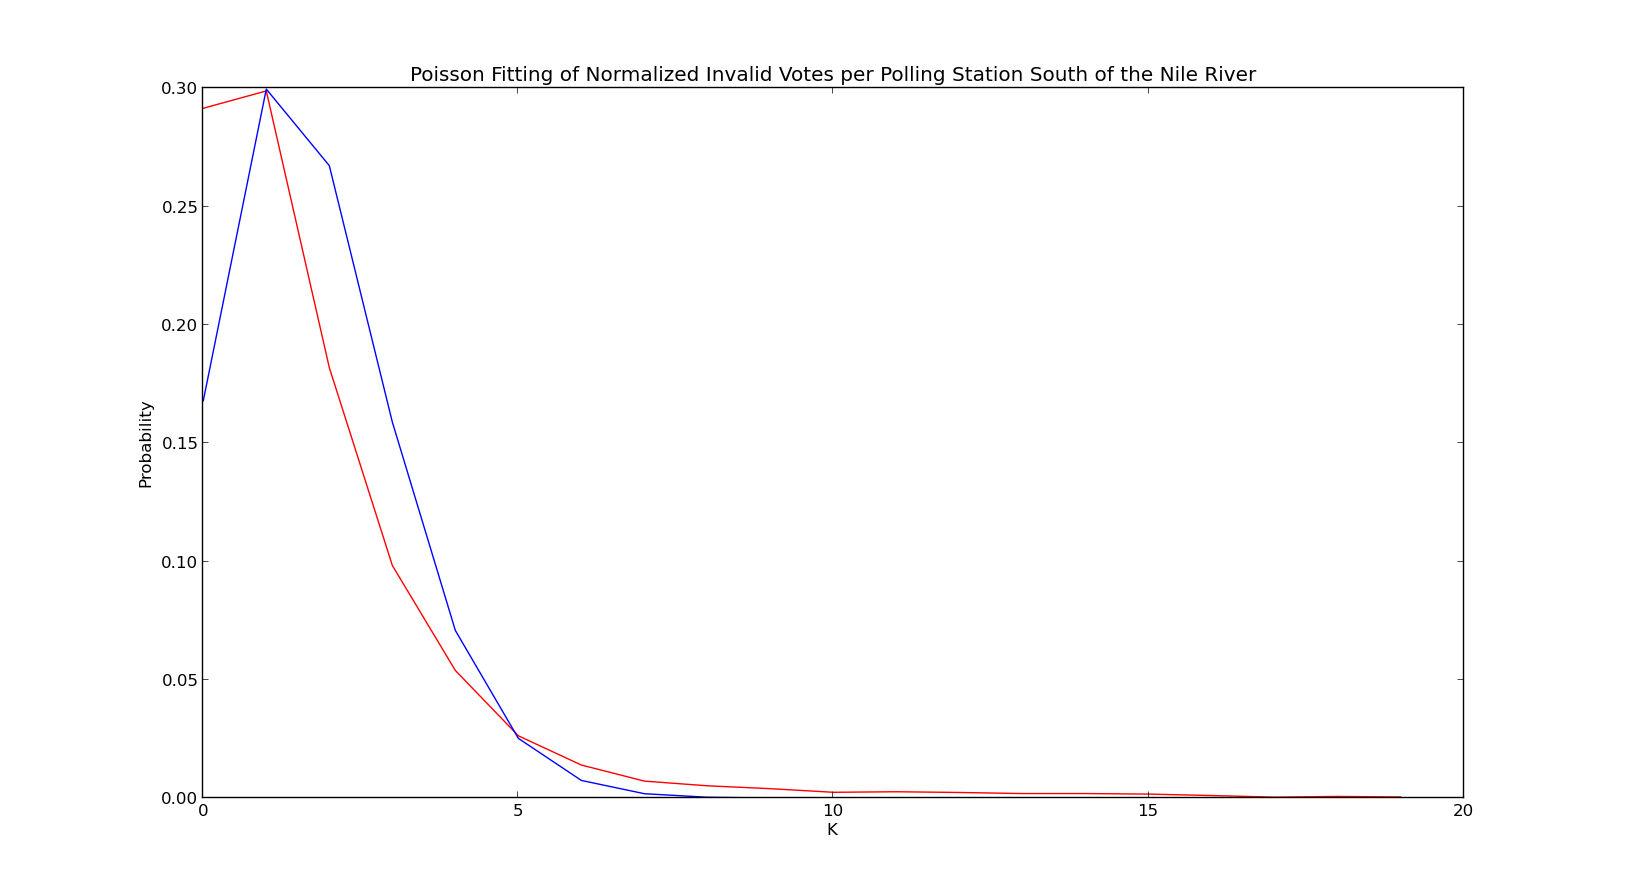 Poisson Fitting of Normalized Invalid Votes per Polling Station South of the Nile River
0.30
0.25
0.20
0.15
0.10
0.05
0.00
Probability
0 5 10 15 20
K